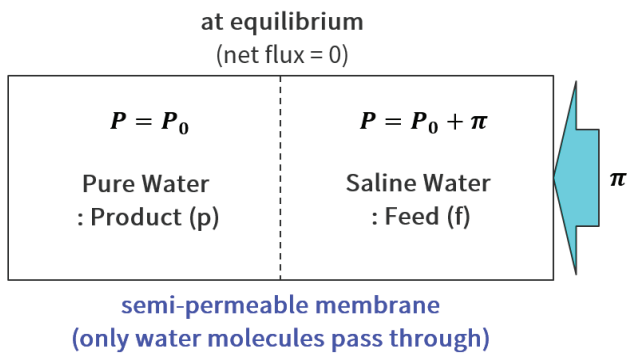 at equilibrium
(net flux = 0)
P = P₀
P = P₀ + π
Pure Water
: Product (p)
Saline Water
: Feed (f)
π
semi-permeable membrane
(only water molecules pass through)